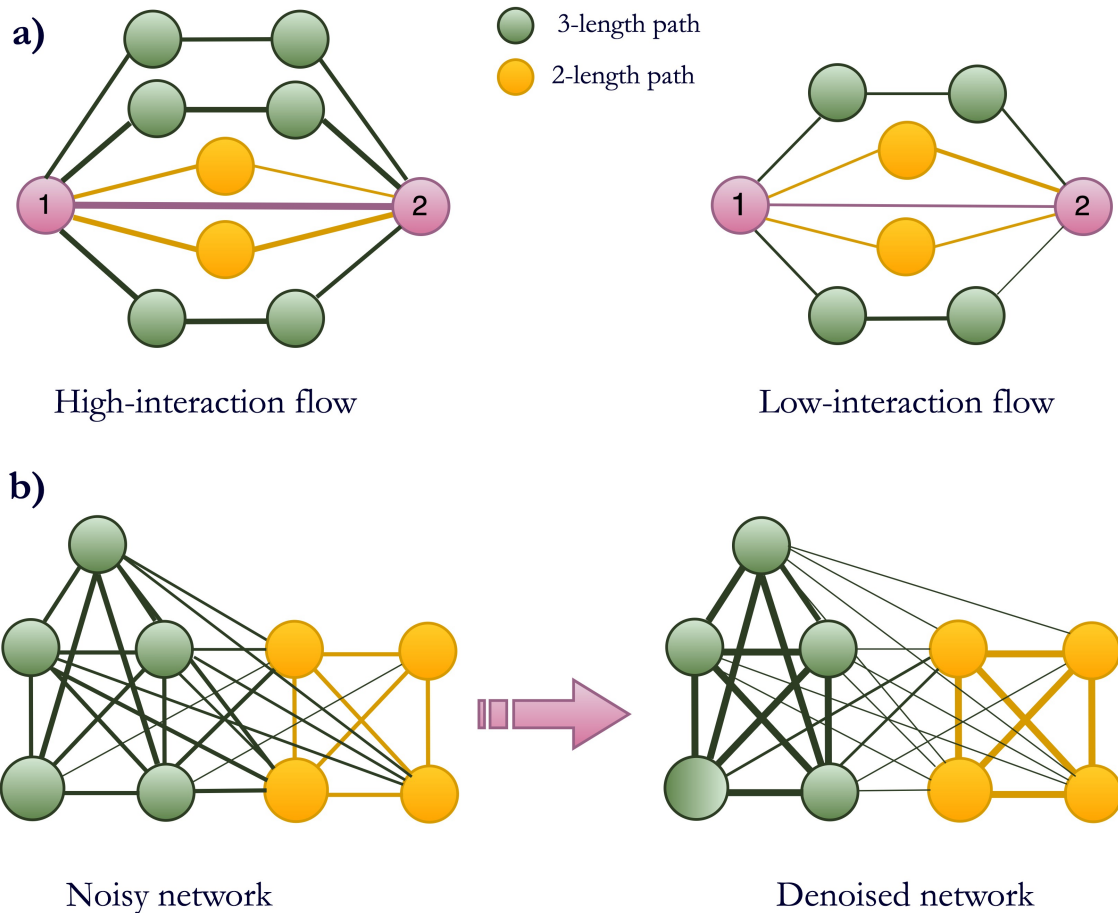 a)
3-length path
2-length path
1
2
1
2
High-interaction flow
Low-interaction flow
b)
Noisy network
Denoised network